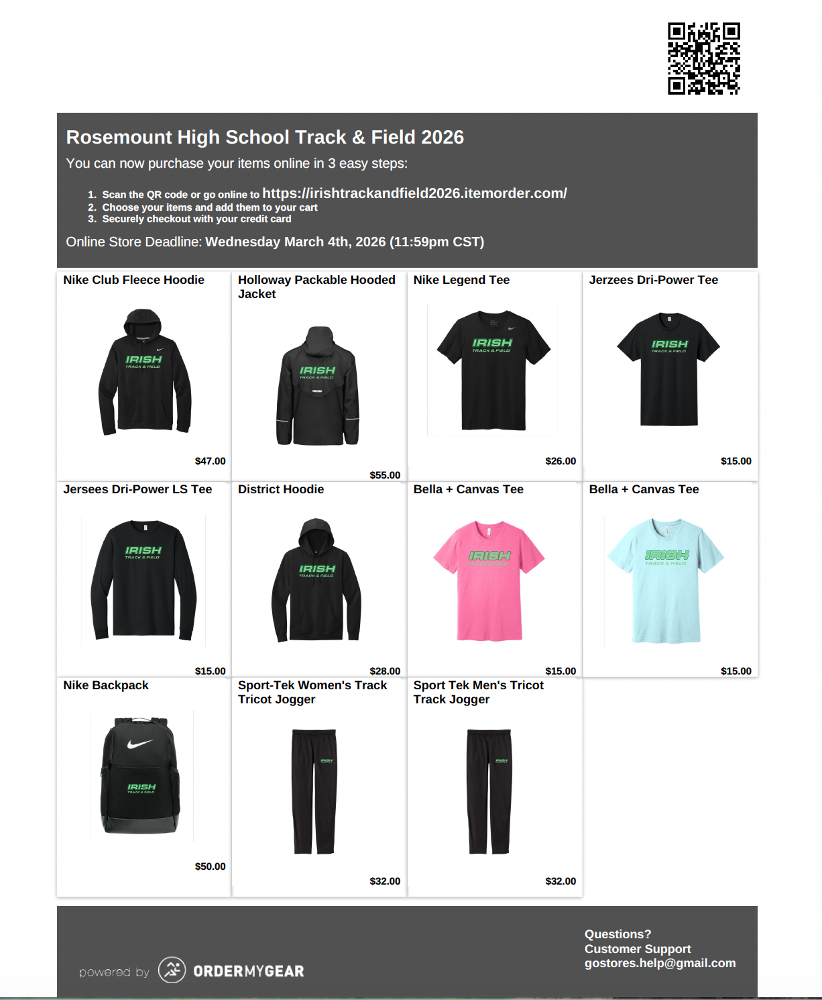 Rosemount High School Track & Field 2026
You can now purchase your items online in 3 easy steps:
1. Scan the QR code or go online to https://irishtrackandfield2026.itemorder.com/
2. Choose your items and add them to your cart
3. Securely checkout with your credit card
Online Store Deadline: Wednesday March 4th, 2026 (11:59pm CST)
Nike Club Fleece Hoodie
IRISH
TRACK & FIELD
$47.00
Holloway Packable Hooded
Jacket
IRISH
TRACK & FIELD
$55.00
Nike Legend Tee
IRISH
TRACK & FIELD
$26.00
Jerzees Dri-Power Tee
IRISH
TRACK & FIELD
$15.00
Jersees Dri-Power LS Tee
IRISH
TRACK & FIELD
$15.00
District Hoodie
IRISH
TRACK & FIELD
$28.00
Bella + Canvas Tee
IRISH
TRACK & FIELD
$15.00
Bella + Canvas Tee
IRISH
TRACK & FIELD
$15.00
Nike Backpack
IRISH
TRACK & FIELD
$50.00
Sport-Tek Women's Track
Tricot Jogger
IRISH
$32.00
Sport Tek Men's Tricot
Track Jogger
IRISH
$32.00
powered by ORDERMYGEAR
Questions?
Customer Support
gostores.help@gmail.com